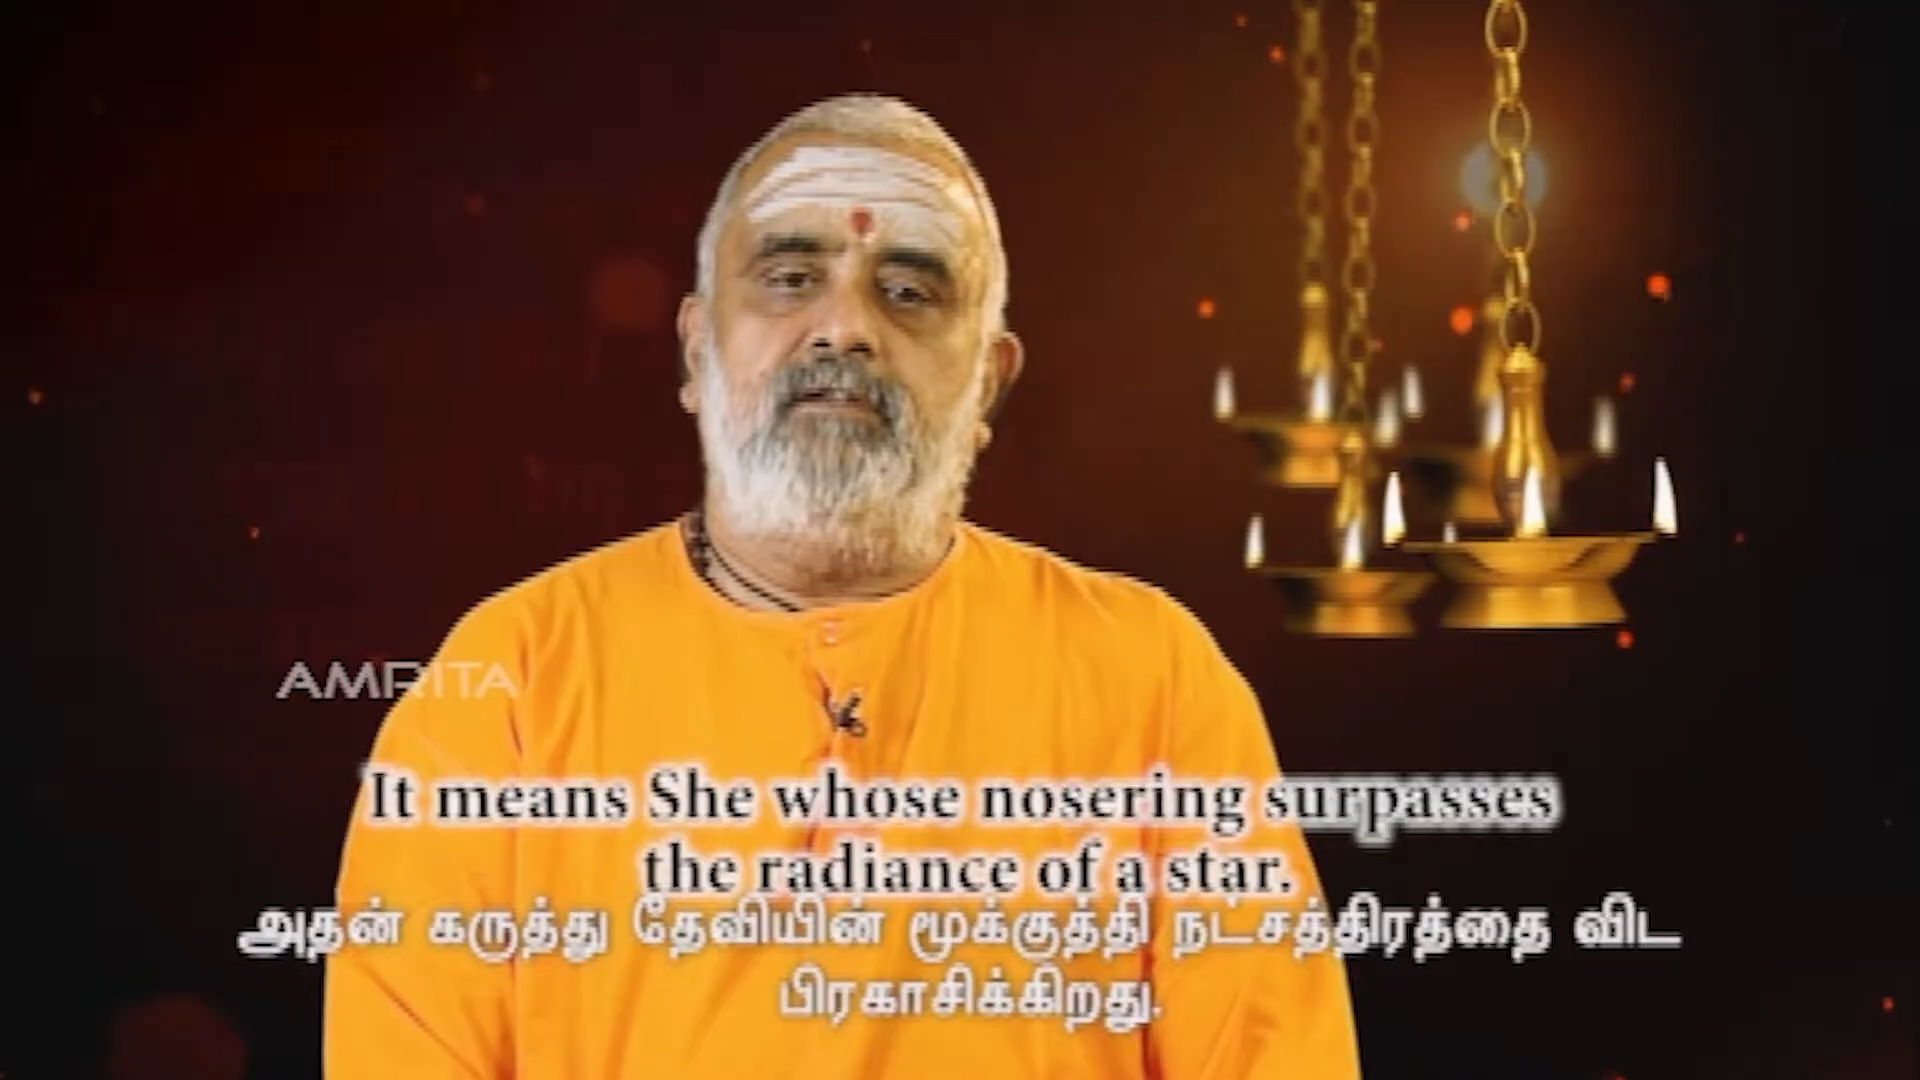 AMRITA
It means She whose nosering surpasses
the radiance of a star.
அதன் கருத்து தேவியின் மூக்குத்தி நட்சத்திரத்தை விட
பிரகாசிக்கிறது.